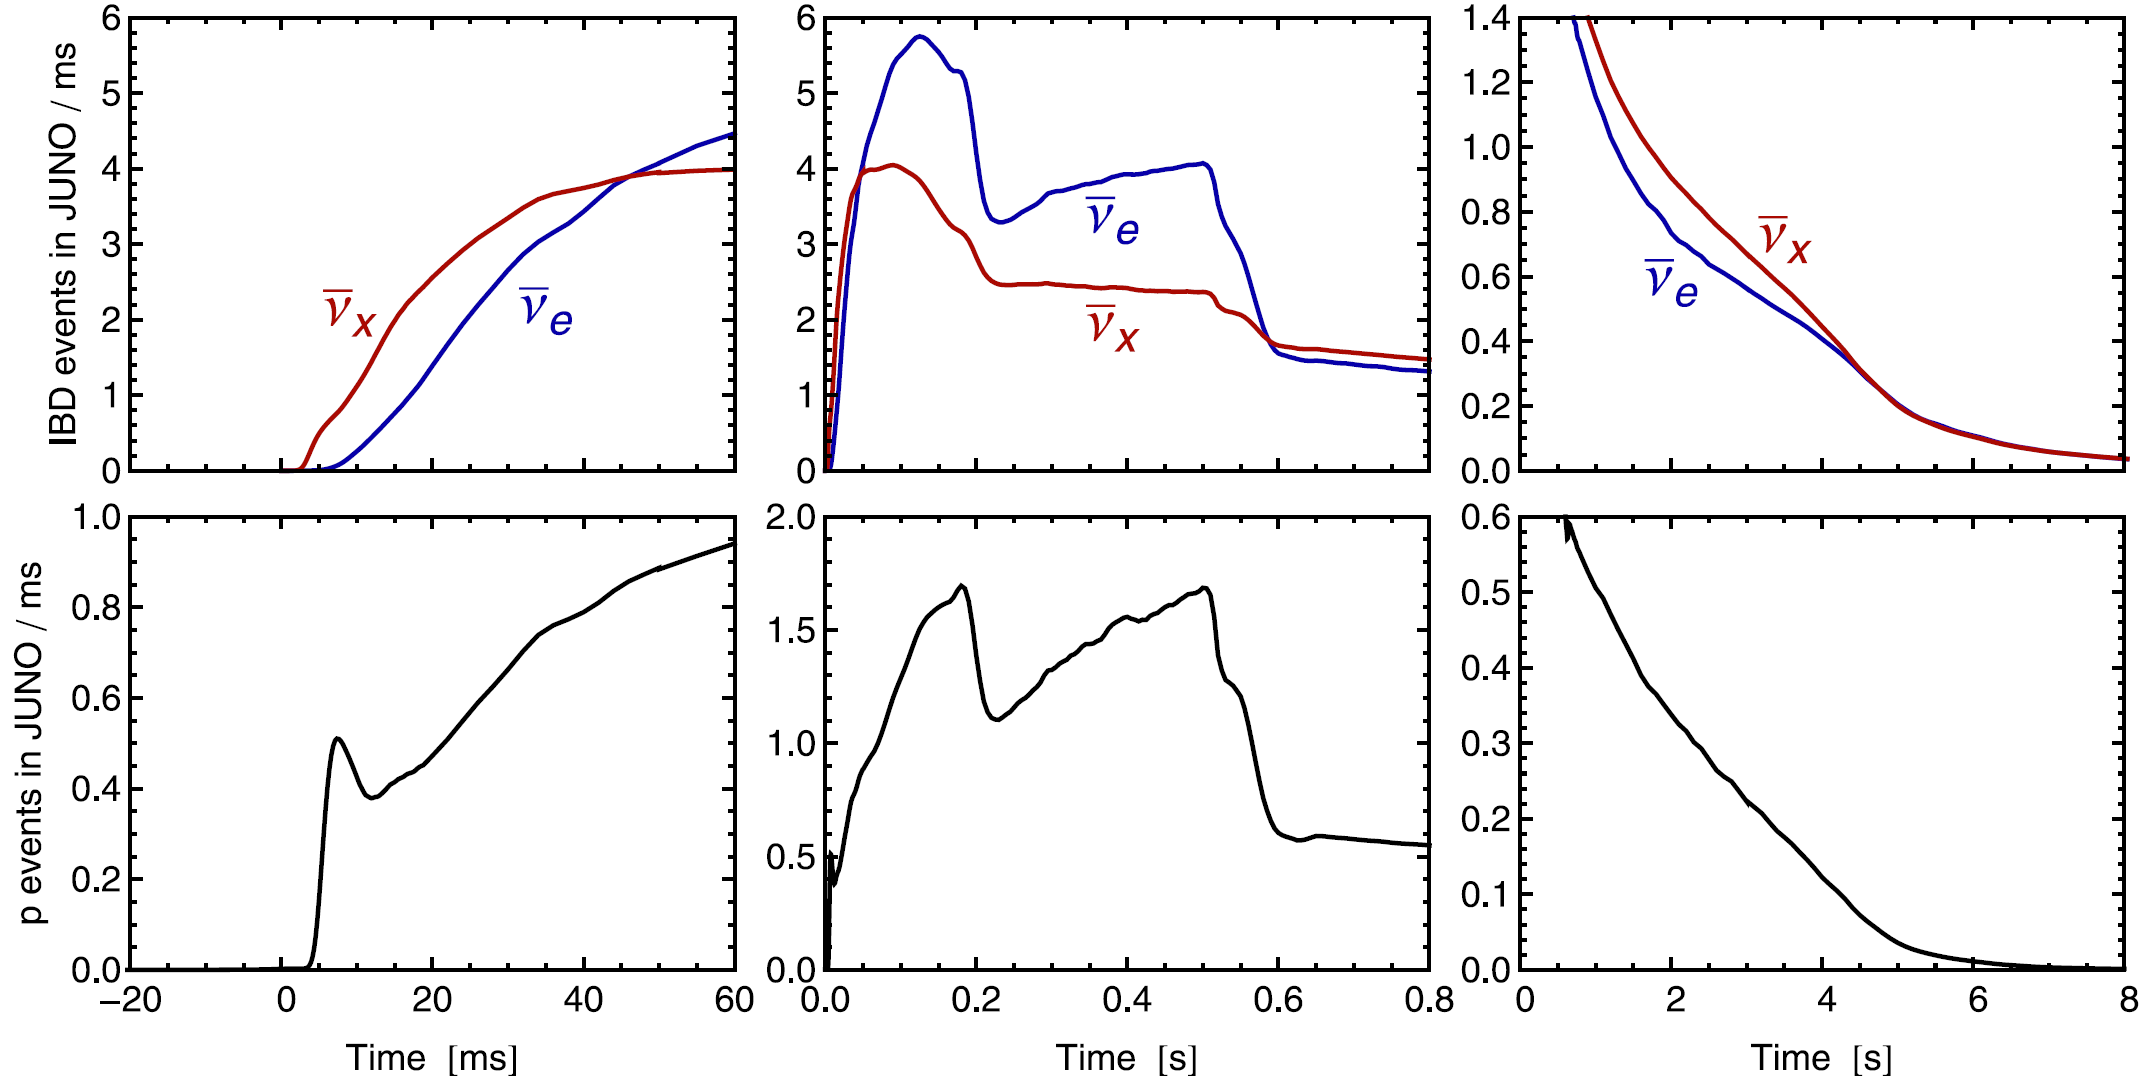 IBD events in JUNO / ms
6
5
4
3
2
1
0
ν̅x
ν̅e
6
5
4
3
2
1
0
ν̅e
ν̅x
1.4
1.2
1.0
0.8
0.6
0.4
0.2
0.0
ν̅x
ν̅e
p events in JUNO / ms
1.0
0.8
0.6
0.4
0.2
0.0
−20 0 20 40 60
Time [ms]
2.0
1.5
1.0
0.5
0.0
0.0 0.2 0.4 0.6 0.8
Time [s]
0.6
0.5
0.4
0.3
0.2
0.1
0.0
0 2 4 6 8
Time [s]